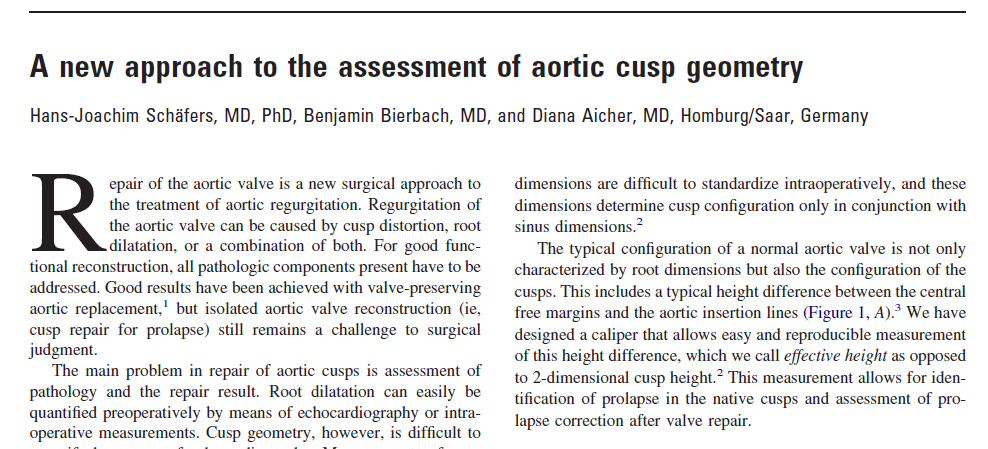 A new approach to the assessment of aortic cusp geometry
Hans-Joachim Schäfers, MD, PhD, Benjamin Bierbach, MD, and Diana Aicher, MD, Homburg/Saar, Germany
Repair of the aortic valve is a new surgical approach to
the treatment of aortic regurgitation. Regurgitation of
the aortic valve can be caused by cusp distortion, root
dilatation, or a combination of both. For good func-
tional reconstruction, all pathologic components present have to be
addressed. Good results have been achieved with valve-preserving
aortic replacement,1 but isolated aortic valve reconstruction (ie,
cusp repair for prolapse) still remains a challenge to surgical
judgment.
The main problem in repair of aortic cusps is assessment of
pathology and the repair result. Root dilatation can easily be
quantified preoperatively by means of echocardiography or intra-
operative measurements. Cusp geometry, however, is difficult to
dimensions are difficult to standardize intraoperatively, and these
dimensions determine cusp configuration only in conjunction with
sinus dimensions.2
The typical configuration of a normal aortic valve is not only
characterized by root dimensions but also the configuration of the
cusps. This includes a typical height difference between the central
free margins and the aortic insertion lines (Figure 1, A).3 We have
designed a caliper that allows easy and reproducible measurement
of this height difference, which we call effective height as opposed
to 2-dimensional cusp height.2 This measurement allows for iden-
tification of prolapse in the native cusps and assessment of pro-
lapse correction after valve repair.